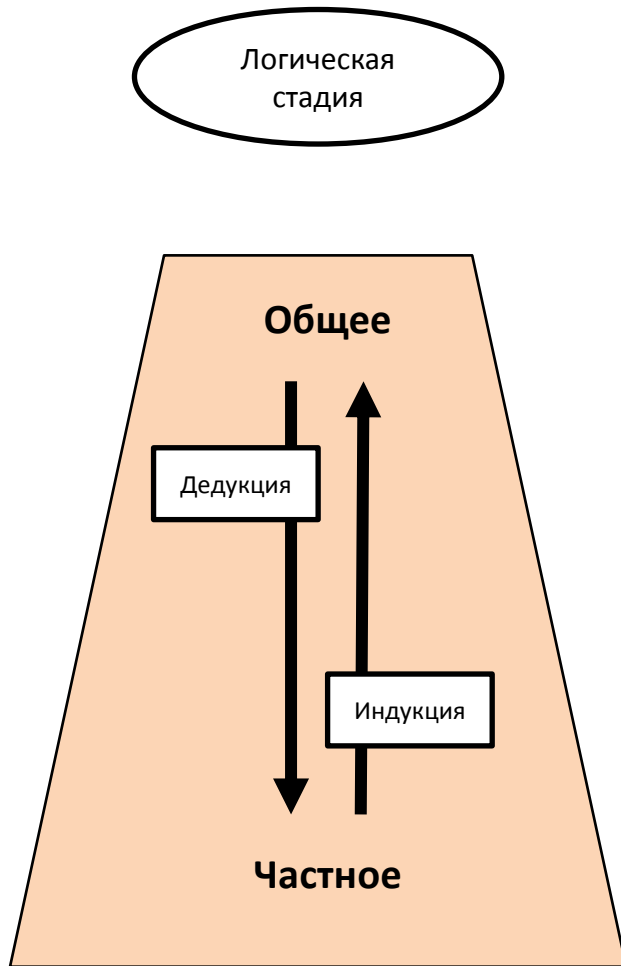 Логическая
стадия
Общее
Дедукция
Индукция
Частное